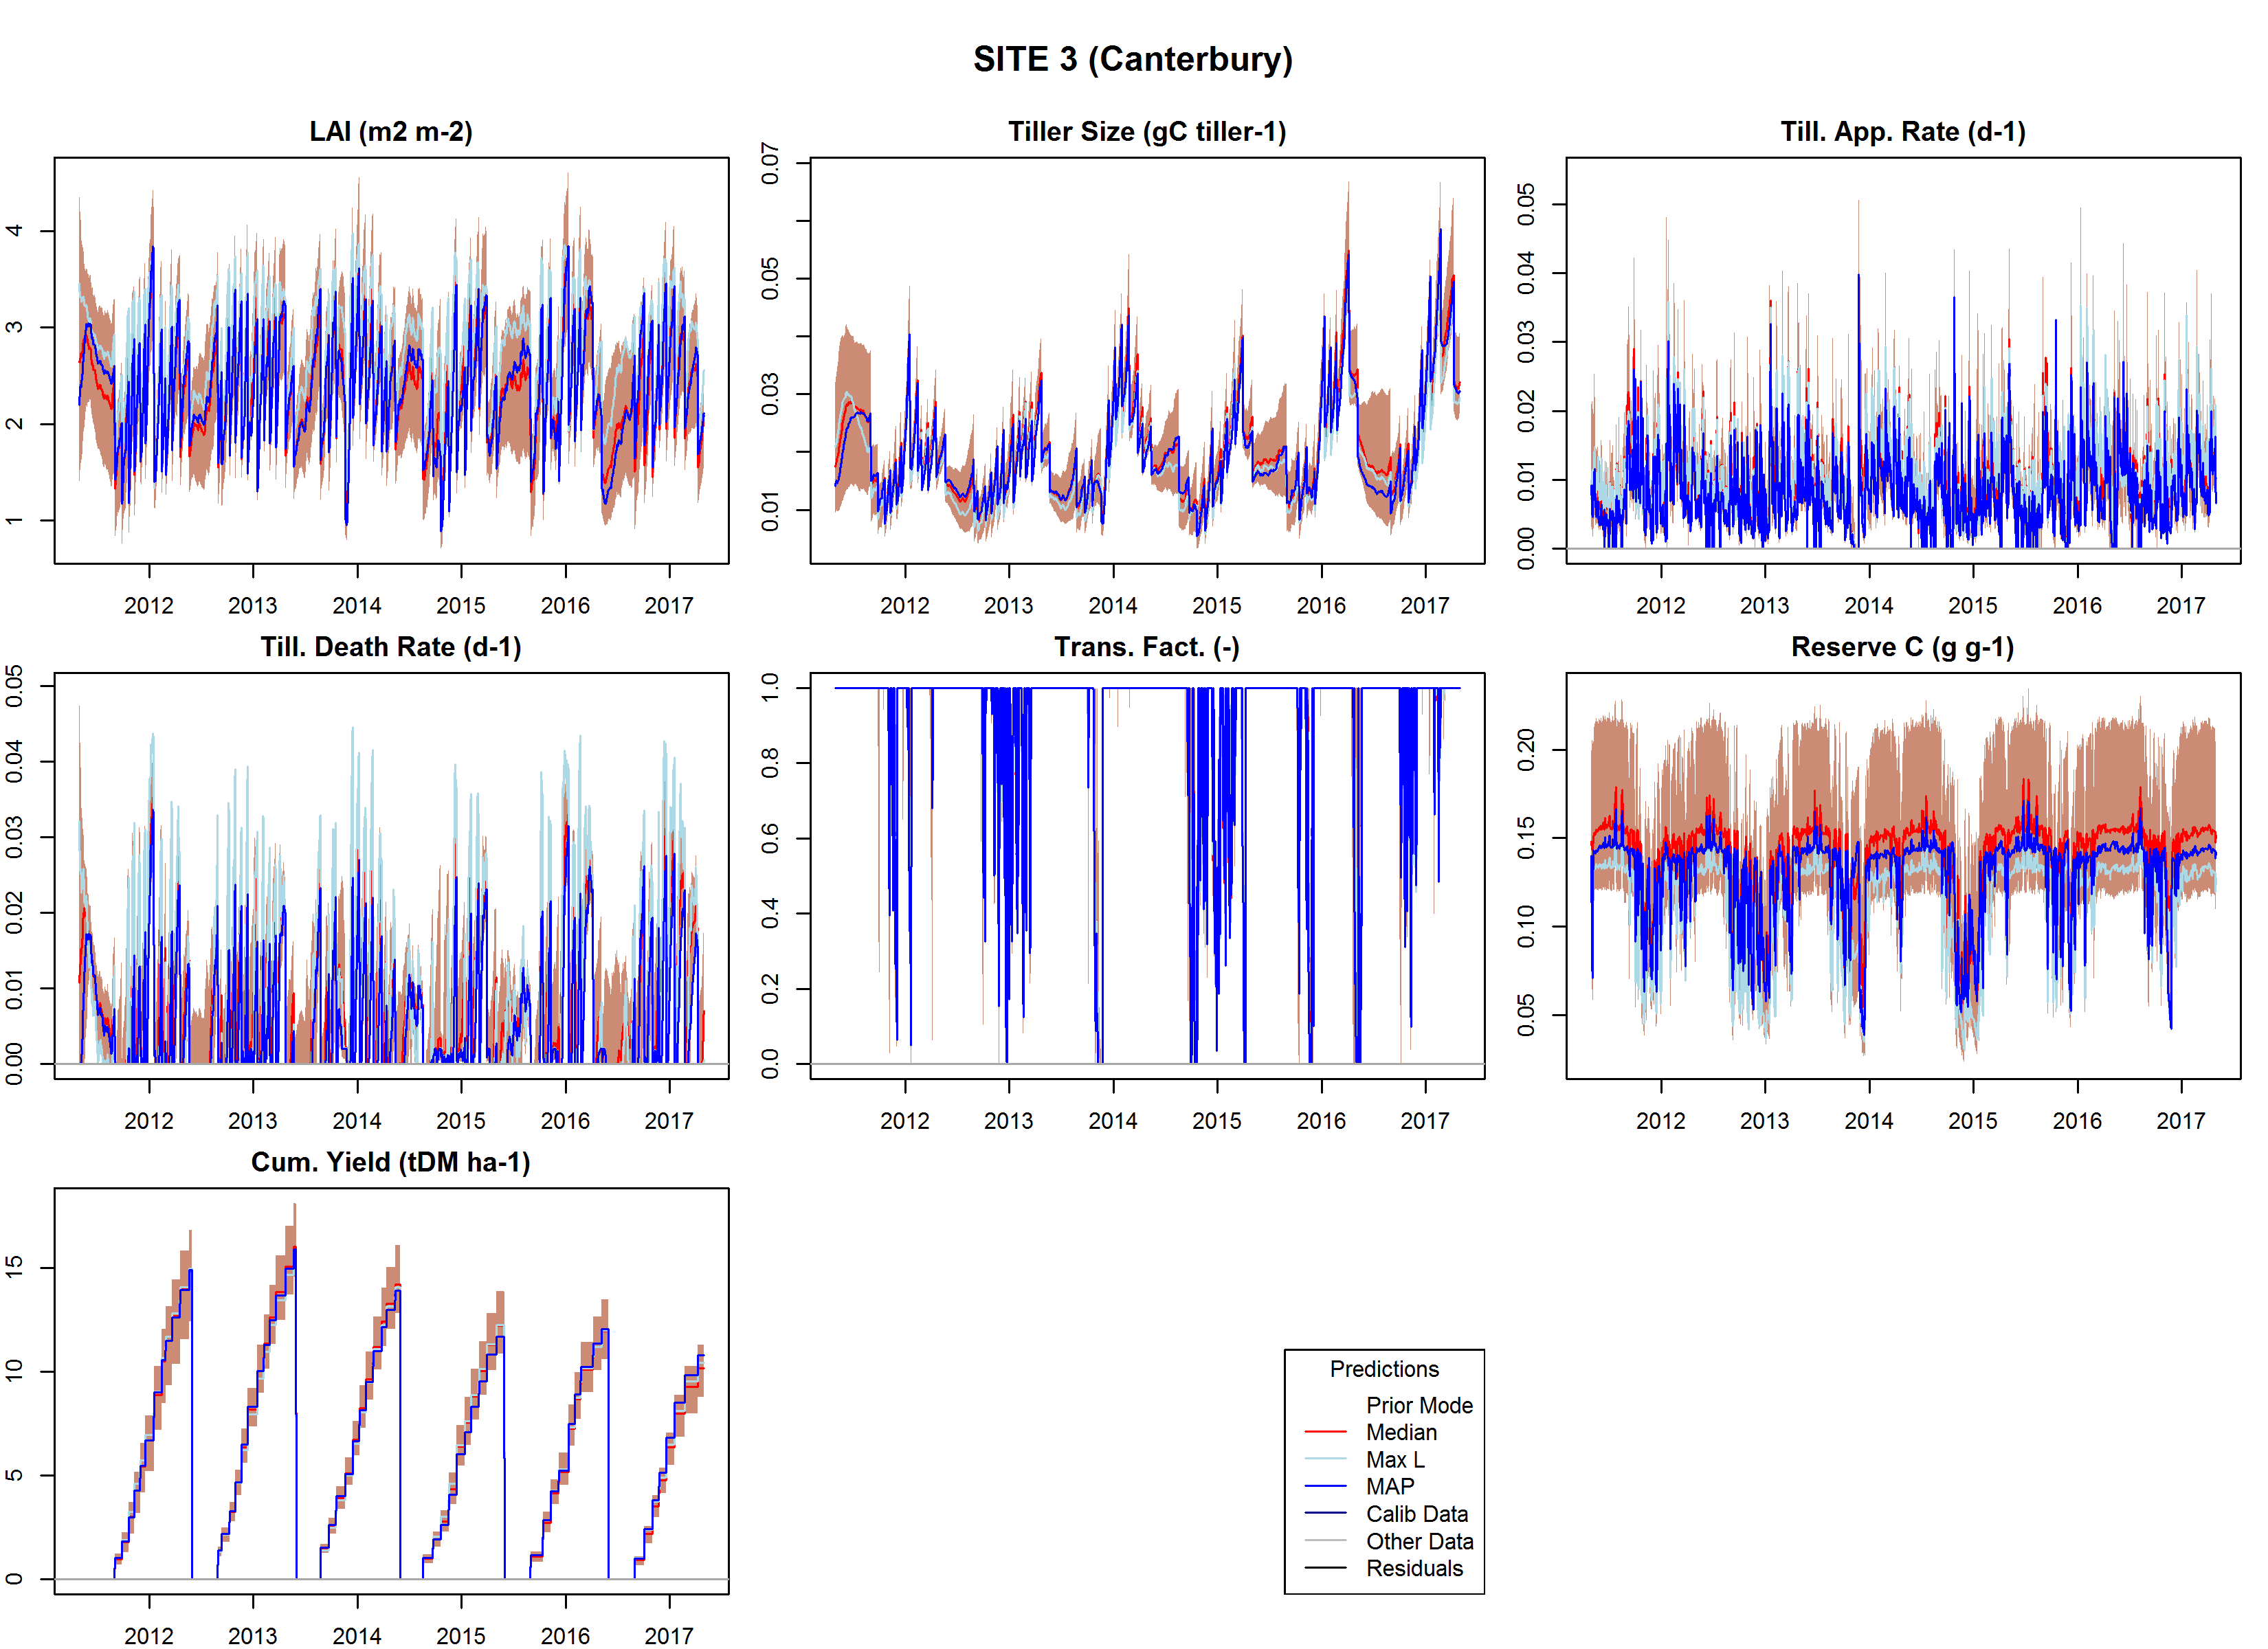 SITE 3 (Canterbury)
LAI (m2 m-2)
4
3
2
1
2012 2013 2014 2015 2016 2017
Tiller Size (gC tiller-1)
0.07
0.05
0.03
0.01
2012 2013 2014 2015 2016 2017
Till. App. Rate (d-1)
0.05
0.04
0.03
0.02
0.01
0.00
2012 2013 2014 2015 2016 2017
Till. Death Rate (d-1)
0.05
0.04
0.03
0.02
0.01
0.00
2012 2013 2014 2015 2016 2017
Trans. Fact. (-)
1.0
0.8
0.6
0.4
0.2
0.0
2012 2013 2014 2015 2016 2017
Reserve C (g g-1)
0.20
0.15
0.10
0.05
2012 2013 2014 2015 2016 2017
Cum. Yield (tDM ha-1)
15
10
5
0
2012 2013 2014 2015 2016 2017
Predictions
Prior Mode
Median
Max L
MAP
Calib Data
Other Data
Residuals